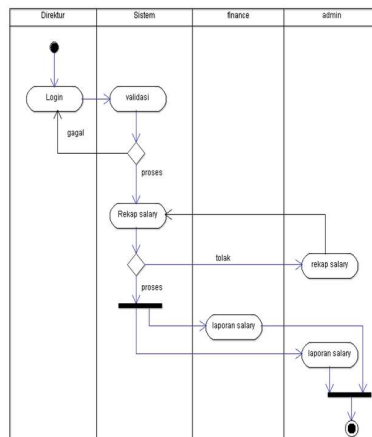 Direktur
Sistem
finance
admin
Login
validasi
gagal
proses
Rekap salary
tolak
rekap salary
proses
laporan salary
laporan salary